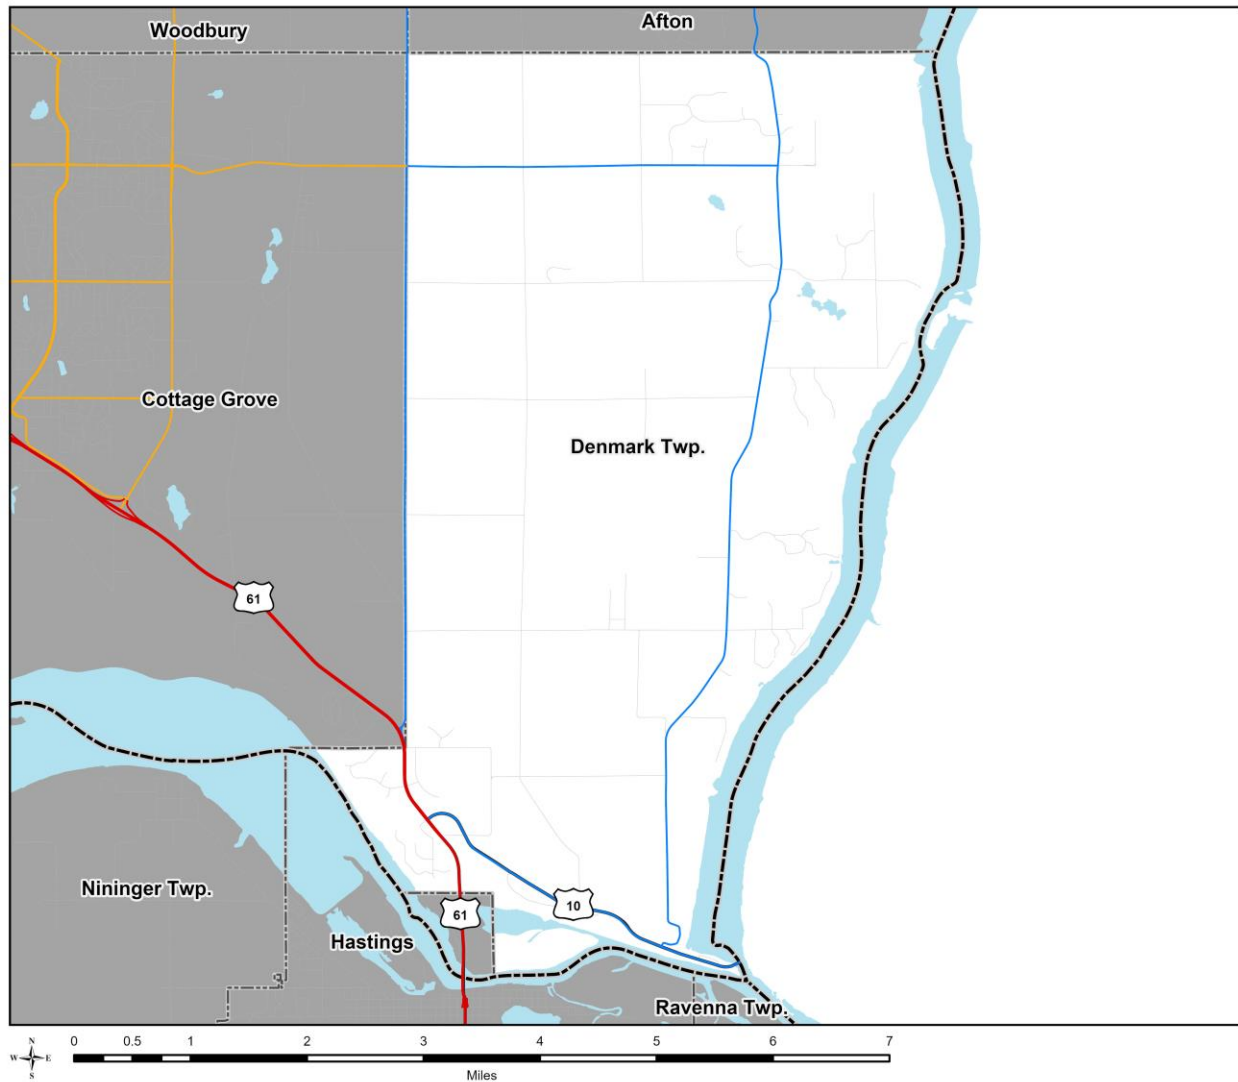 Woodbury
Afton
Cottage Grove
Denmark Twp.
61
Nininger Twp.
10
61
Hastings
Ravenna Twp.
N
W E
S
0 0.5 1 2 3 4 5 6 7
Miles